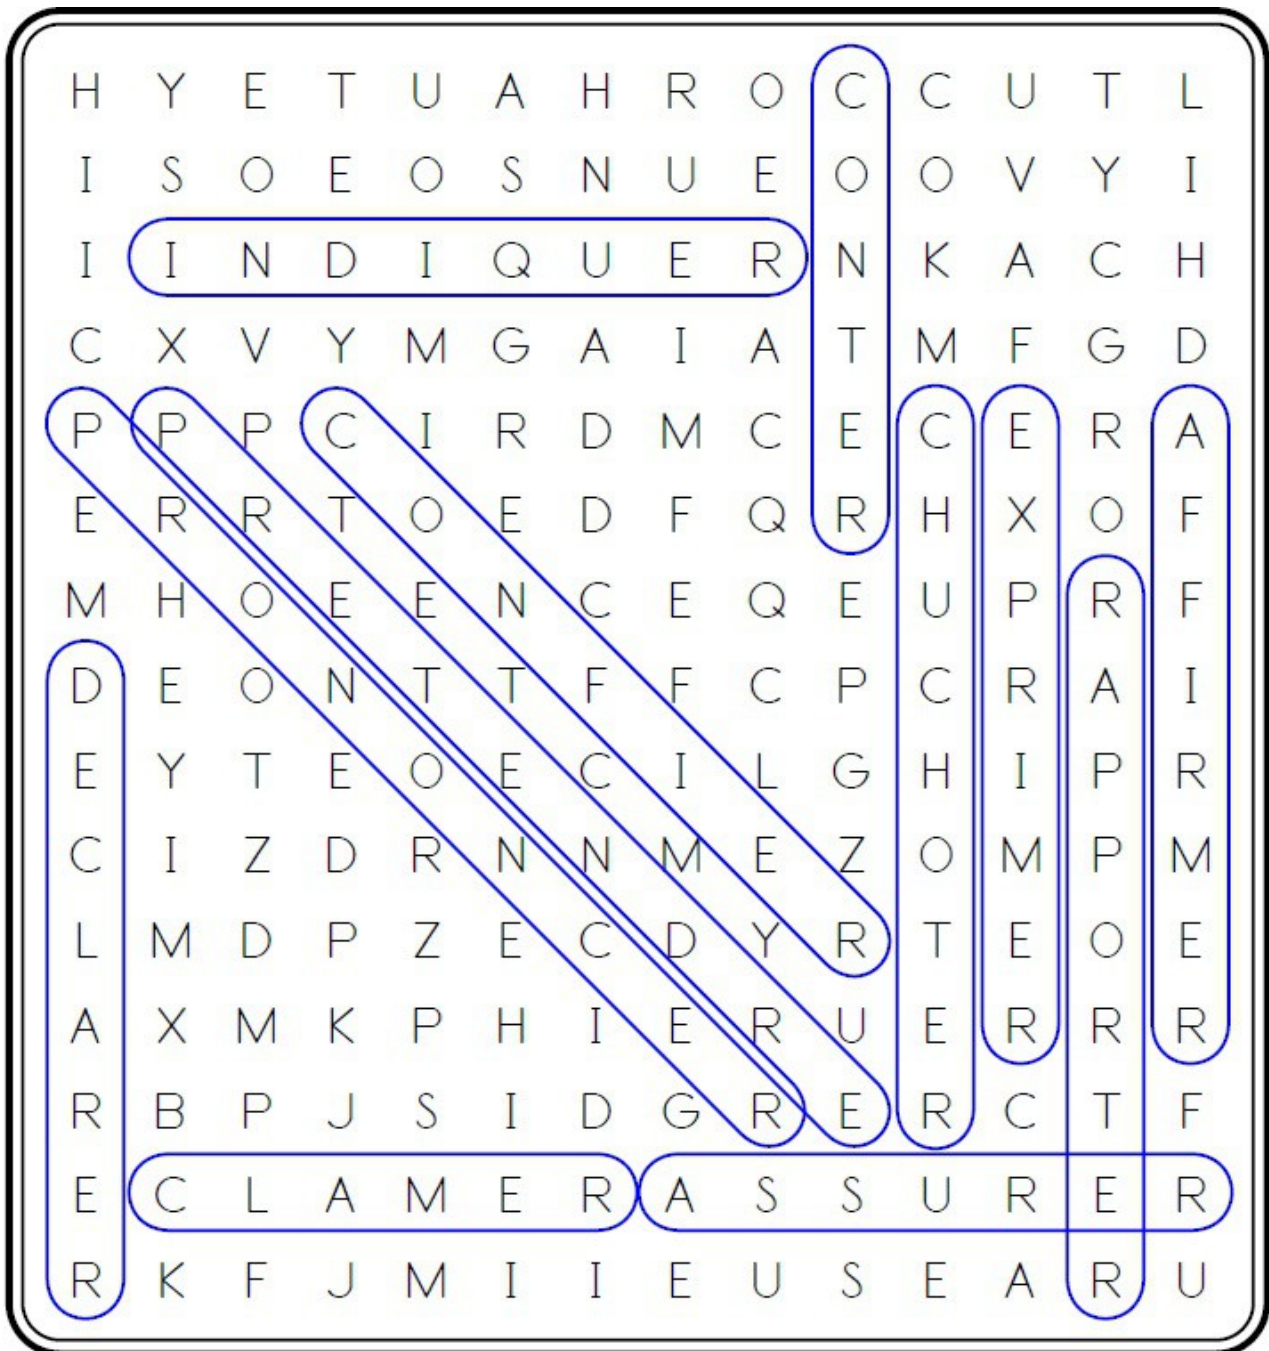 H Y E T U A H R O C C U T L
I S O E O S N U E O O V Y I
I I N D I Q U E R N K A C H
C X V Y M G A I A T M F G D
P P P C I R D M C E C E R A
E R R T O E D F Q R H X O F
M H O E E N C E Q E U P R F
D E O N T T F F C P C R A I
E Y T E O E C I L G H I P R
C I Z D R N N M E Z O M P M
L M D P Z E C D Y R T E O E
A X M K P H I E R U E R R R
R B P J S I D G R E R C T F
E C L A M E R A S S U R E R
R K F J M I I E U S E A R U